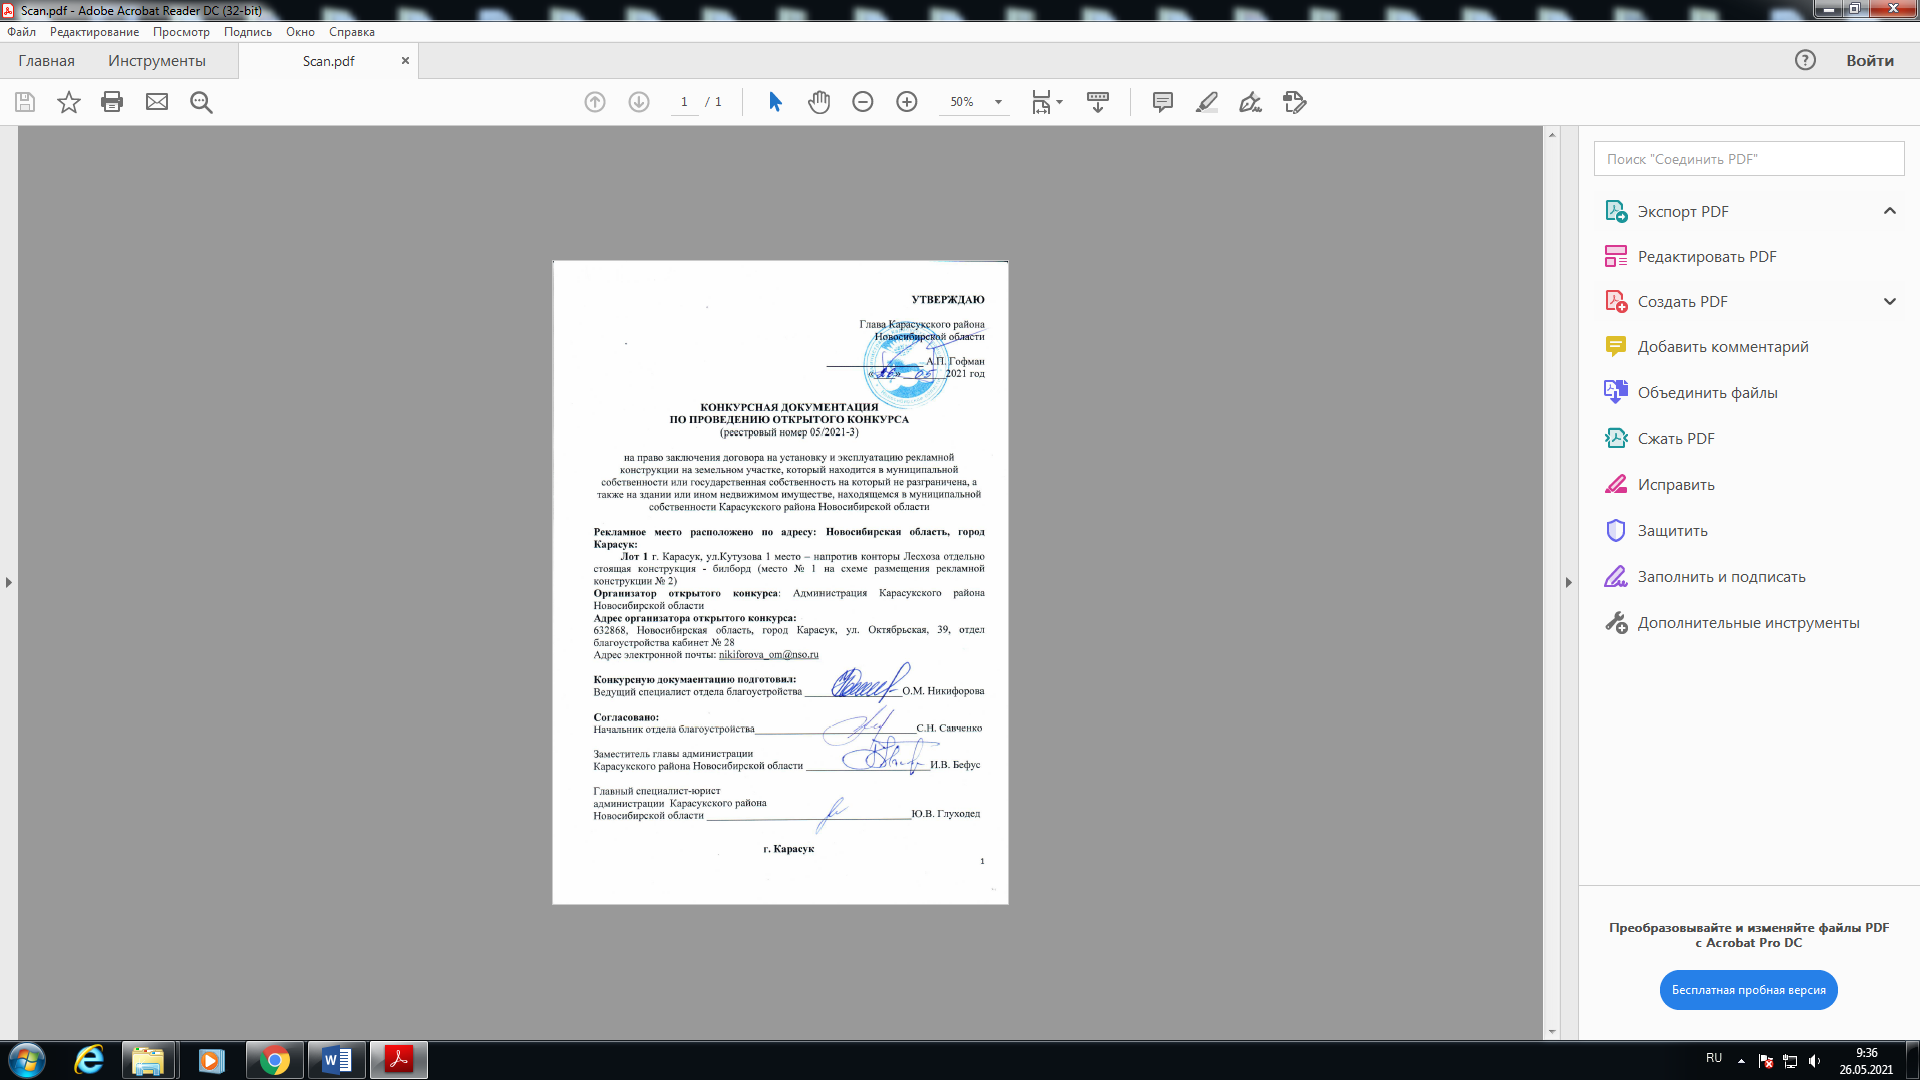 Scan.pdf - Adobe Acrobat Reader DC (32-bit)
Файл Редактирование Просмотр Подпись Окно Справка
Главная Инструменты Scan.pdf Войти
1 / 1 50%
Поиск "Соединить PDF"
Экспорт PDF
Редактировать PDF
Создать PDF
Добавить комментарий
Объединить файлы
Сжать PDF
Исправить
Защитить
Заполнить и подписать
Дополнительные инструменты
Преобразовывайте и изменяйте файлы PDF
с Acrobat Pro DC
Бесплатная пробная версия
УТВЕРЖДАЮ
Глава Карасукского района
Новосибирской области
А.П. Гофман
«26» 05 2021 год
КОНКУРСНАЯ ДОКУМЕНТАЦИЯ
ПО ПРОВЕДЕНИЮ ОТКРЫТОГО КОНКУРСА
(реестровый номер 05/2021-3)
на право заключения договора на установку и эксплуатацию рекламной
конструкции на земельном участке, который находится в муниципальной
собственности или государственная собственность на который не разграничена, а
также на здании или ином недвижимом имуществе, находящемся в муниципальной
собственности Карасукского района Новосибирской области
Рекламное место расположено по адресу: Новосибирская область, город
Карасук:
Лот 1 г. Карасук, ул.Кутузова 1 место – напротив конторы Лесхоза отдельно
стоящая конструкция - билборд (место № 1 на схеме размещения рекламной
конструкции № 2)
Организатор открытого конкурса: Администрация Карасукского района
Новосибирской области
Адрес организатора открытого конкурса:
632868, Новосибирская область, город Карасук, ул. Октябрьская, 39, отдел
благоустройства кабинет № 28
Адрес электронной почты: nikiforova_om@nso.ru
Конкурсную докумаентацию подготовил:
Ведущий специалист отдела благоустройства О.М. Никифорова
Согласовано:
Начальник отдела благоустройства С.Н. Савченко
Заместитель главы администрации
Карасукского района Новосибирской области И.В. Бефус
Главный специалист-юрист
администрации Карасукского района
Новосибирской области Ю.В. Глуходед
г. Карасук
1
RU 9:36
26.05.2021